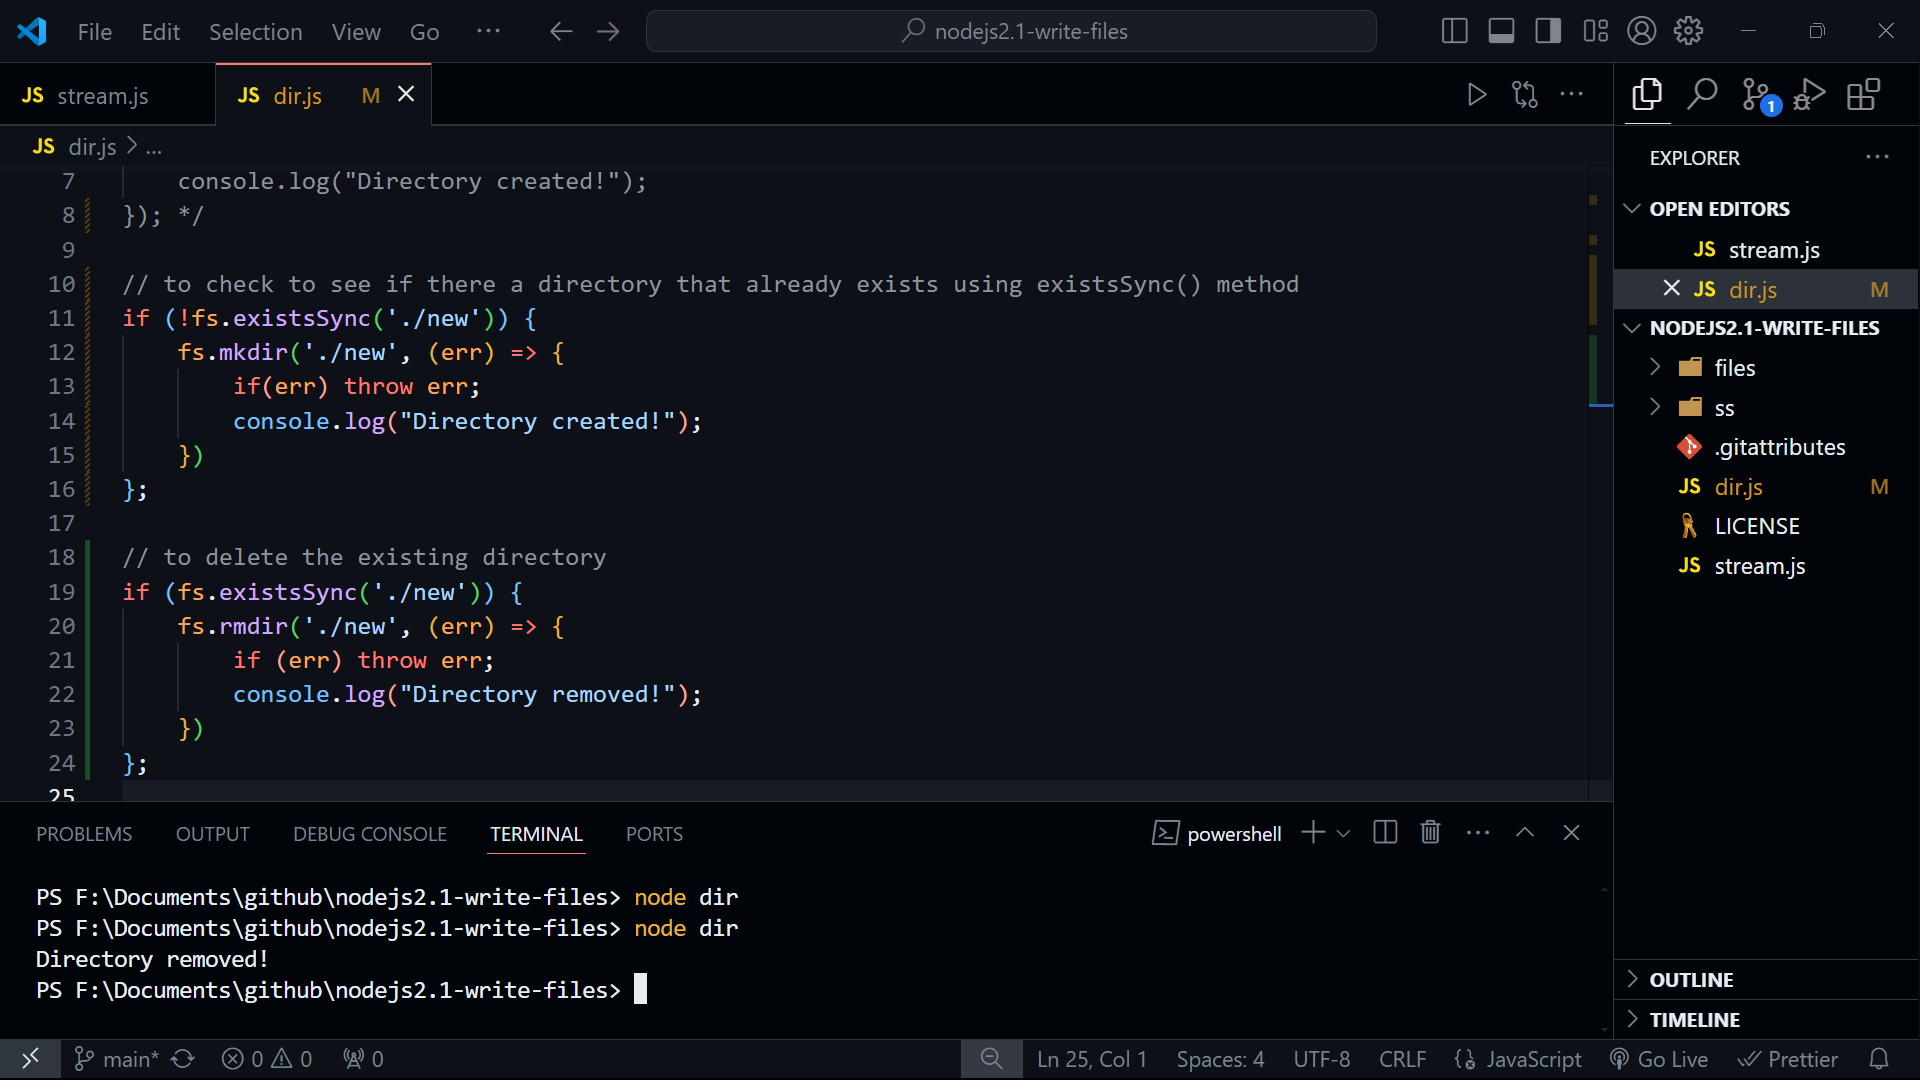 File Edit Selection View Go ··· nodejs2.1-write-files
JS stream.js JS dir.js M
JS dir.js > ...
7 console.log("Directory created!");
8 }); */
9
10 // to check to see if there a directory that already exists using existsSync() method
11 if (!fs.existsSync('./new')) {
12 fs.mkdir('./new', (err) => {
13 if(err) throw err;
14 console.log("Directory created!");
15 })
16 };
17
18 // to delete the existing directory
19 if (fs.existsSync('./new')) {
20 fs.rmdir('./new', (err) => {
21 if (err) throw err;
22 console.log("Directory removed!");
23 })
24 };
25
PROBLEMS OUTPUT DEBUG CONSOLE TERMINAL PORTS powershell
PS F:\Documents\github\nodejs2.1-write-files> node dir
PS F:\Documents\github\nodejs2.1-write-files> node dir
Directory removed!
PS F:\Documents\github\nodejs2.1-write-files>
1
EXPLORER
OPEN EDITORS
JS stream.js
JS dir.js M
NODEJS2.1-WRITE-FILES
files
ss
.gitattributes
JS dir.js M
LICENSE
JS stream.js
OUTLINE
TIMELINE
main* 0 0 0 Ln 25, Col 1 Spaces: 4 UTF-8 CRLF JavaScript Go Live Prettier